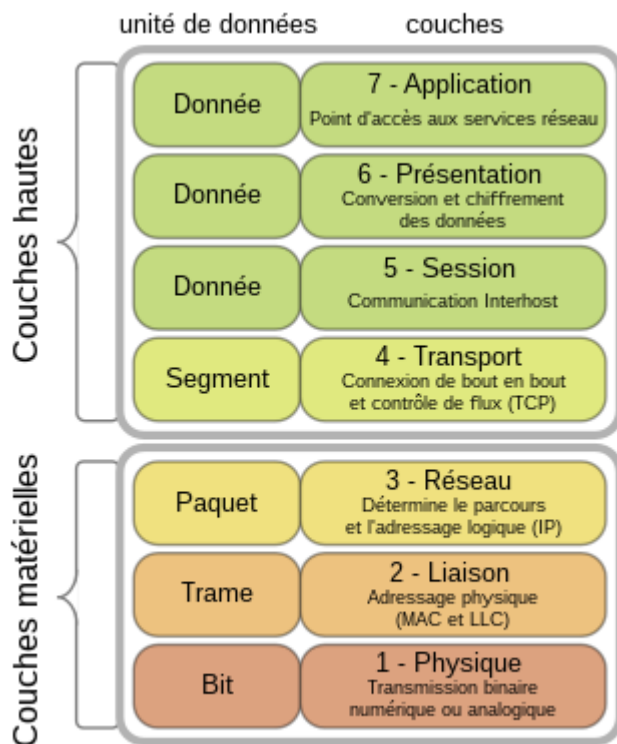 unité de données
couches
Couches hautes
Donnée
7 - Application
Point d'accès aux services réseau
Donnée
6 - Présentation
Conversion et chiffrement
des données
Donnée
5 - Session
Communication Interhost
Segment
4 - Transport
Connexion de bout en bout
et contrôle de flux (TCP)
Couches matérielles
Paquet
3 - Réseau
Détermine le parcours
et l'adressage logique (IP)
Trame
2 - Liaison
Adressage physique
(MAC et LLC)
Bit
1 - Physique
Transmission binaire
numérique ou analogique